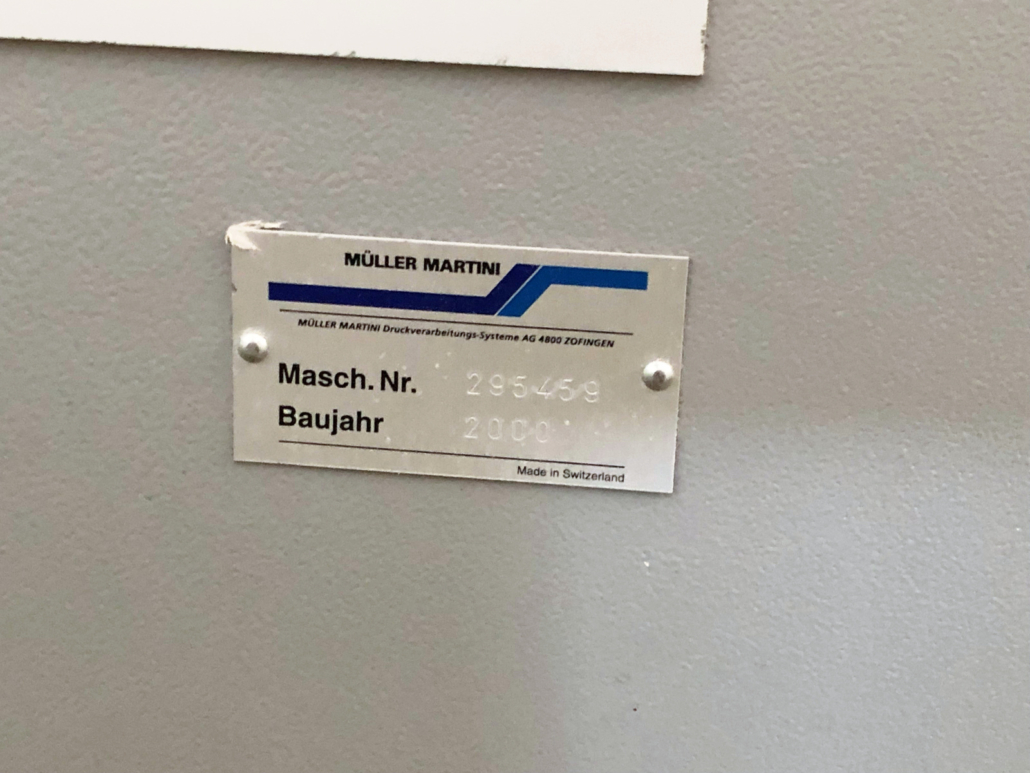 MÜLLER MARTINI
MÜLLER MARTINI Druckverarbeitungs-Systeme AG 4800 ZOFINGEN
Masch. Nr. 295459
Baujahr 2000
Made in Switzerland